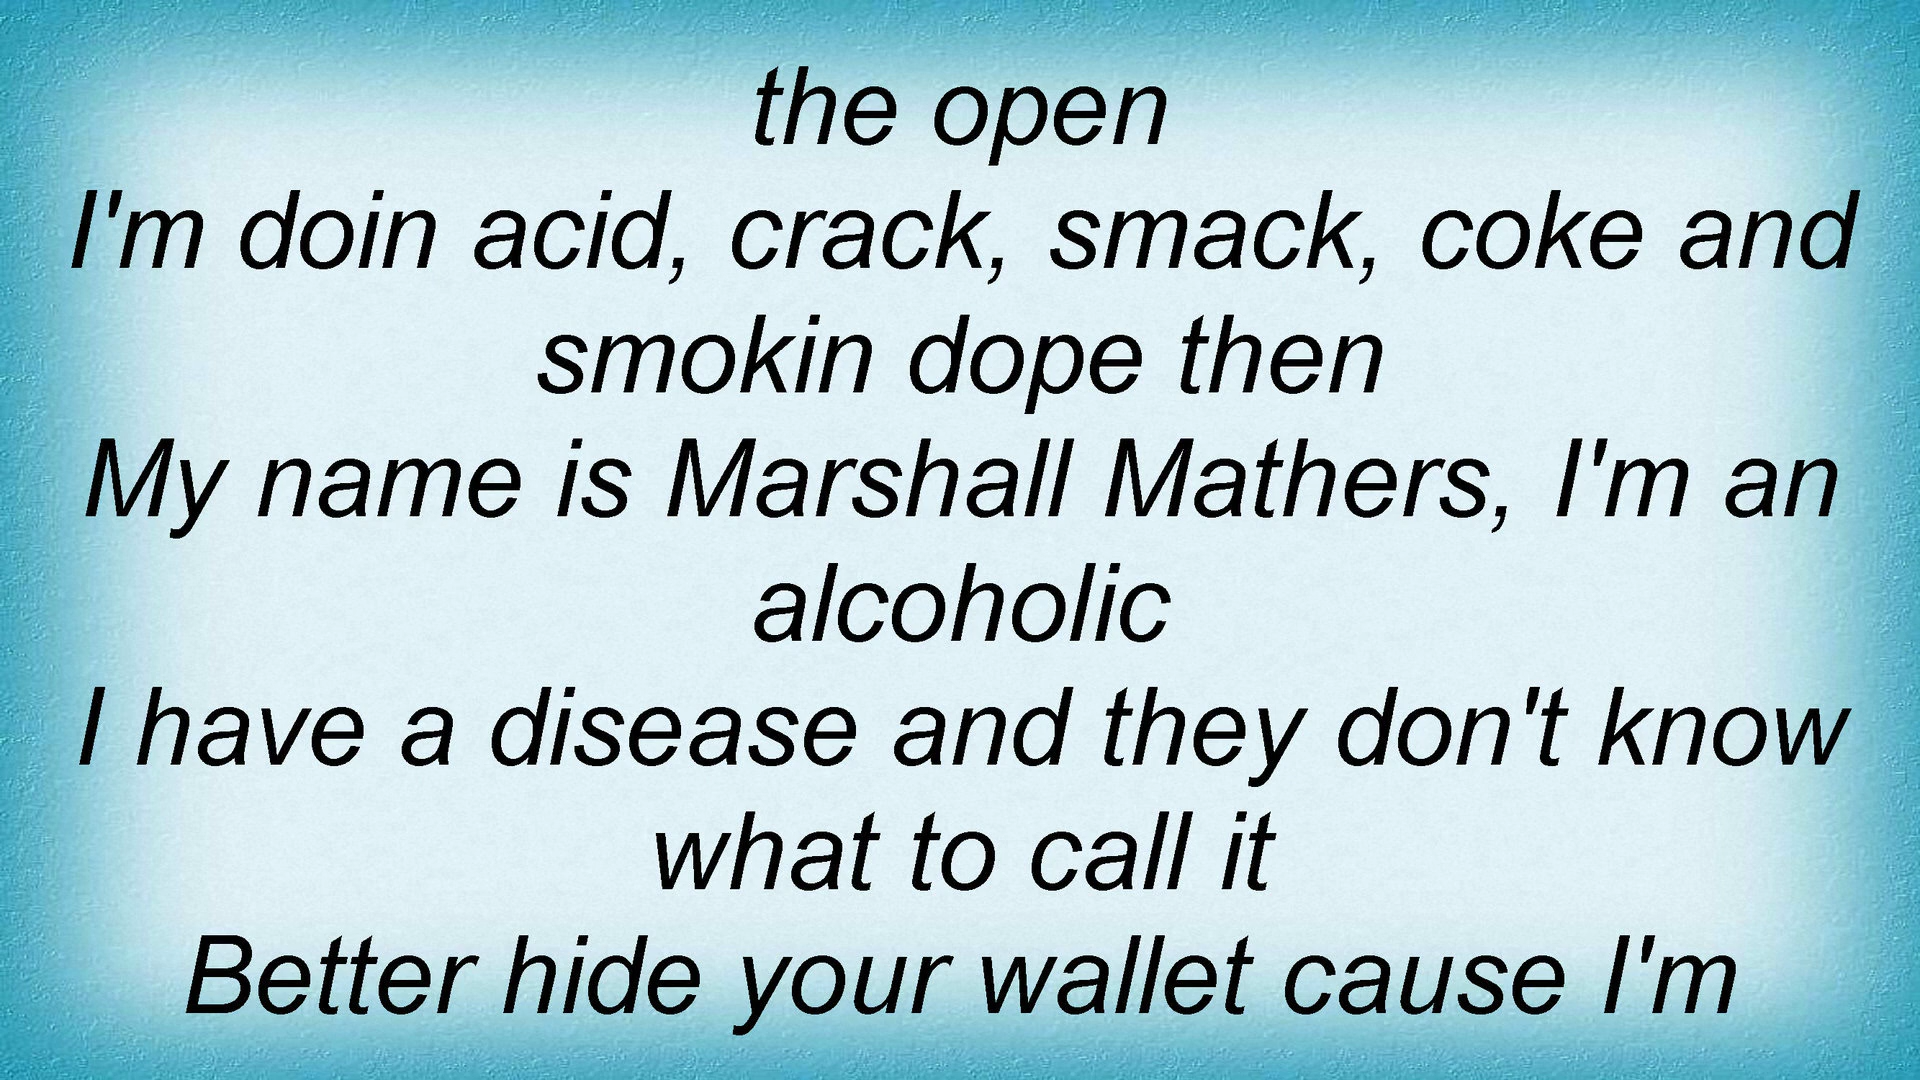 the open
I'm doin acid, crack, smack, coke and
smokin dope then
My name is Marshall Mathers, I'm an
alcoholic
I have a disease and they don't know
what to call it
Better hide your wallet cause I'm